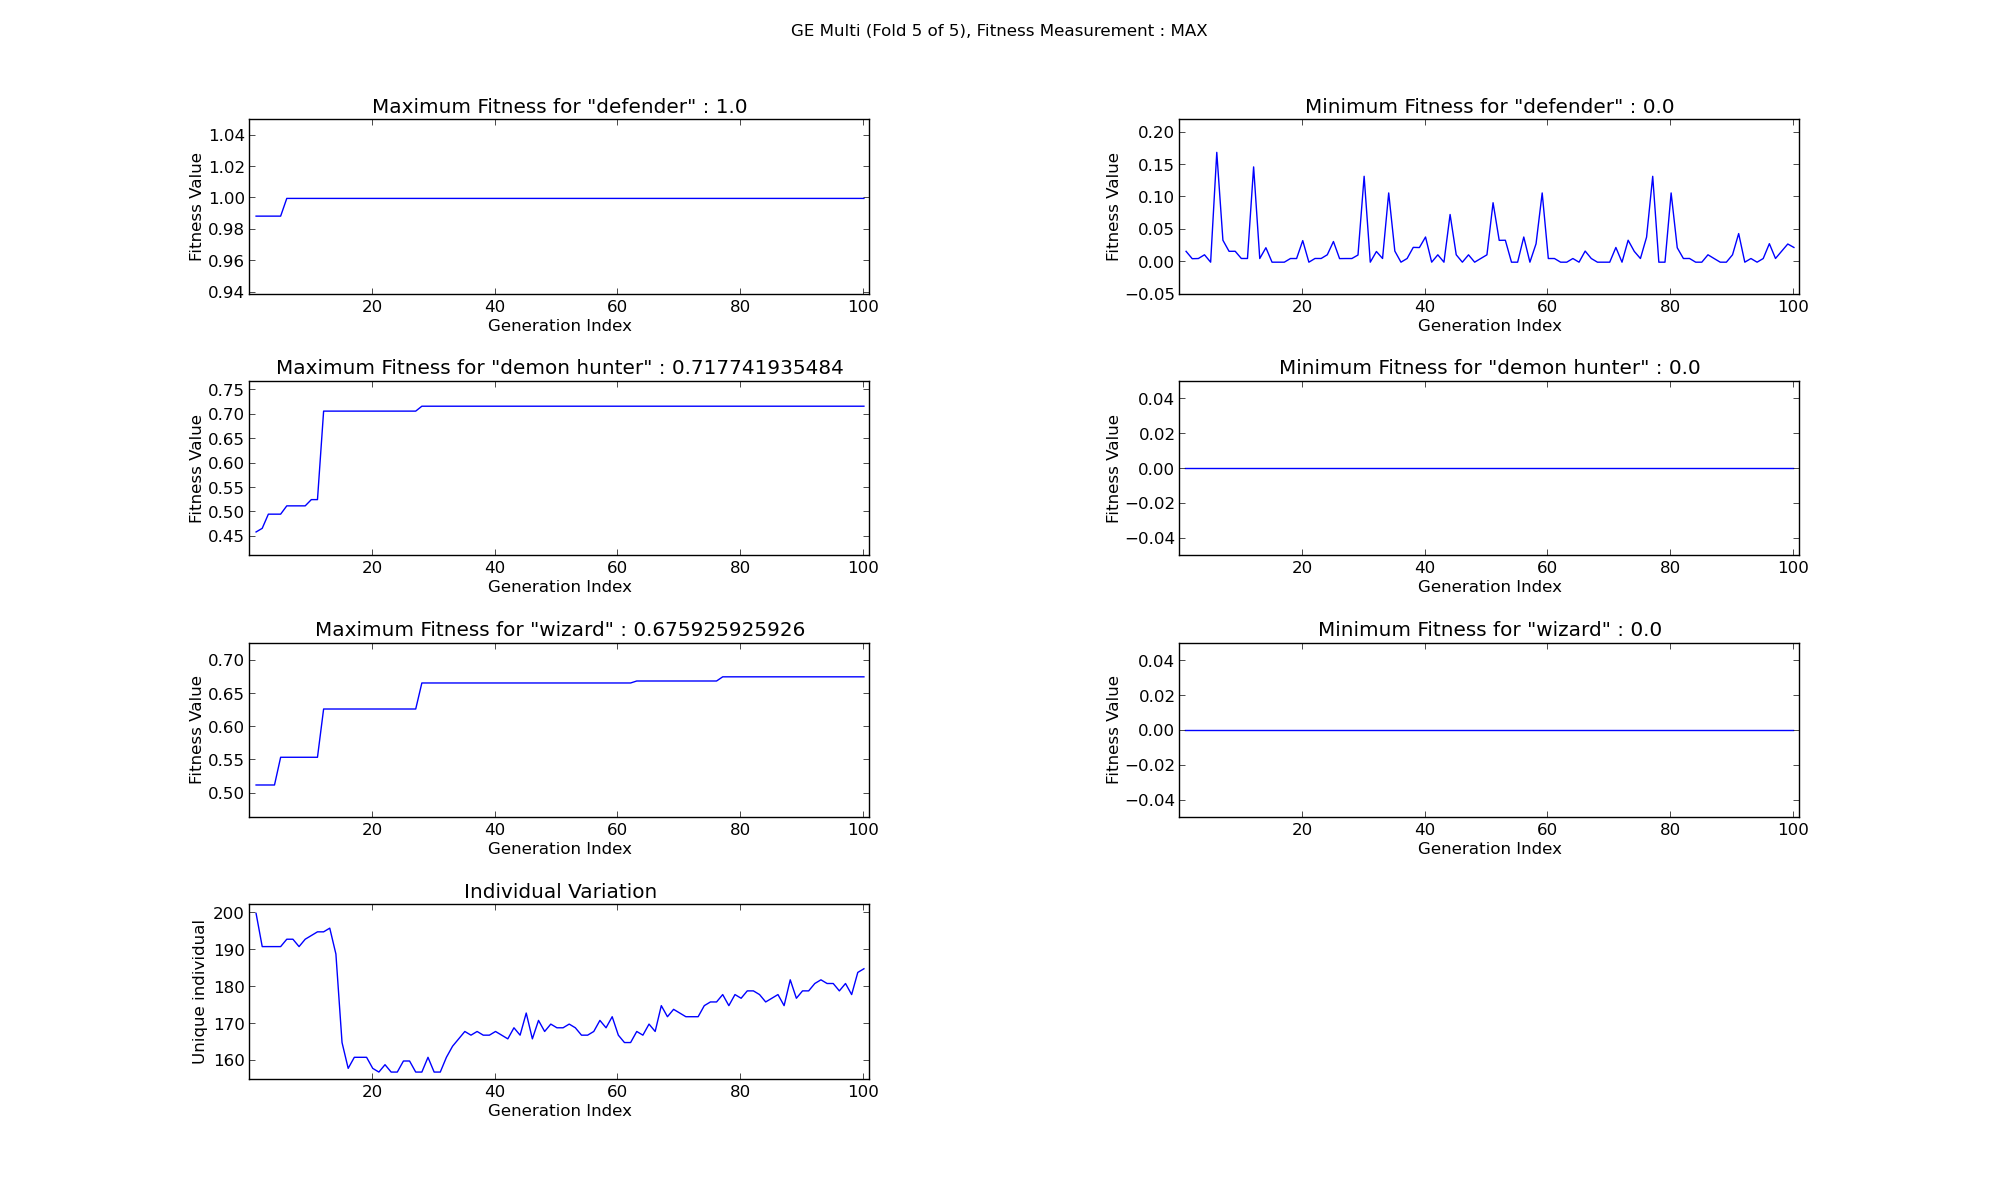 GE Multi (Fold 5 of 5), Fitness Measurement : MAX
Maximum Fitness for "defender" : 1.0
Fitness Value
1.04
1.02
1.00
0.98
0.96
0.94
20 40 60 80 100
Generation Index
Minimum Fitness for "defender" : 0.0
Fitness Value
0.20
0.15
0.10
0.05
0.00
−0.05
20 40 60 80 100
Generation Index
Maximum Fitness for "demon hunter" : 0.717741935484
Fitness Value
0.75
0.70
0.65
0.60
0.55
0.50
0.45
20 40 60 80 100
Generation Index
Minimum Fitness for "demon hunter" : 0.0
Fitness Value
0.04
0.02
0.00
−0.02
−0.04
20 40 60 80 100
Generation Index
Maximum Fitness for "wizard" : 0.675925925926
Fitness Value
0.70
0.65
0.60
0.55
0.50
20 40 60 80 100
Generation Index
Minimum Fitness for "wizard" : 0.0
Fitness Value
0.04
0.02
0.00
−0.02
−0.04
20 40 60 80 100
Generation Index
Individual Variation
Unique individual
200
190
180
170
160
20 40 60 80 100
Generation Index